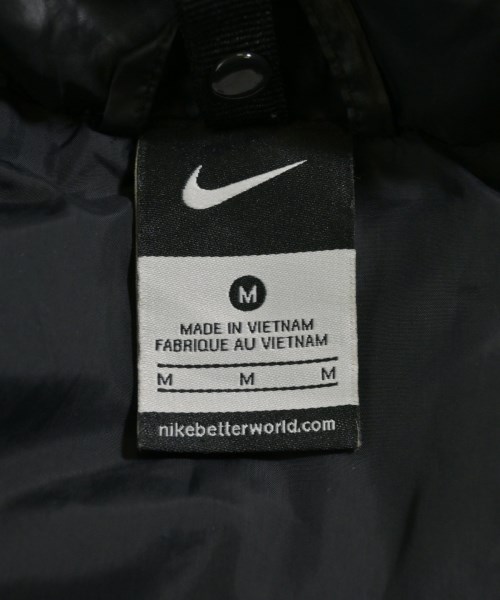 M
MADE IN VIETNAM
FABRIQUE AU VIETNAM
M M M
nikebetterworld.com